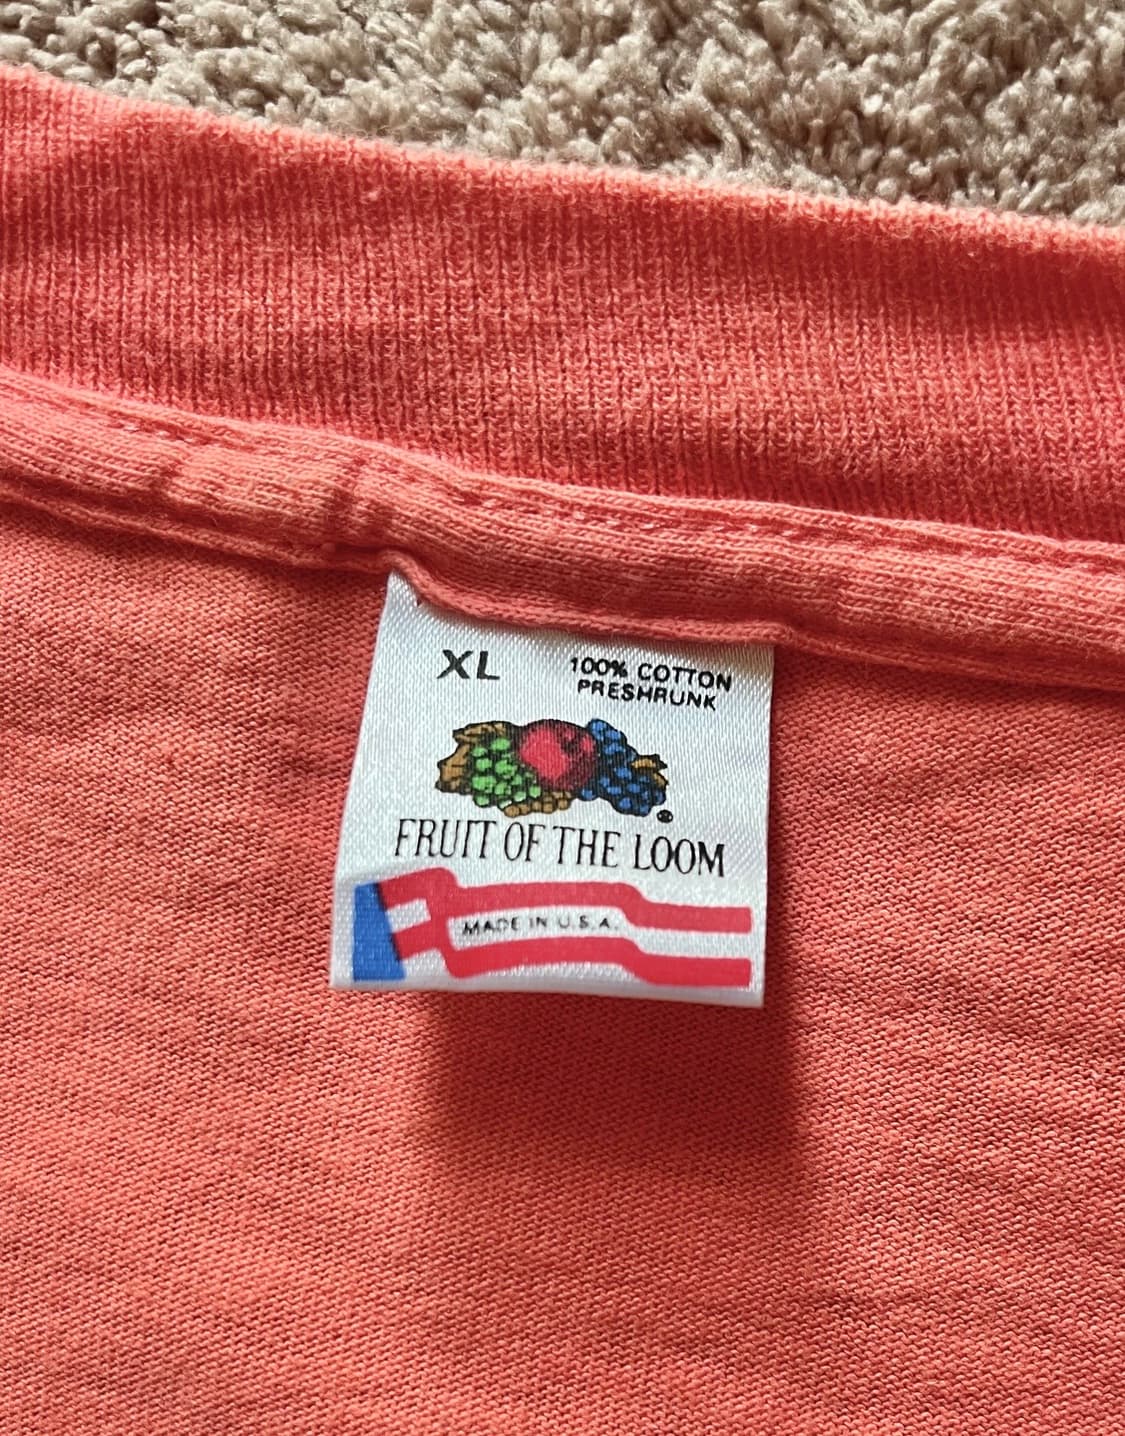 XL
100% COTTON
PRESHRUNK
®
FRUIT OF THE LOOM
MADE IN U.S.A.